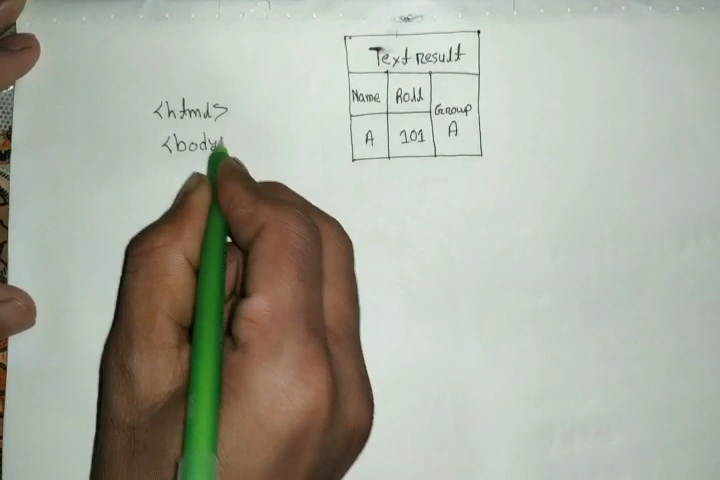 Text result
Name Roll Group
<html>
A 101 A
<body